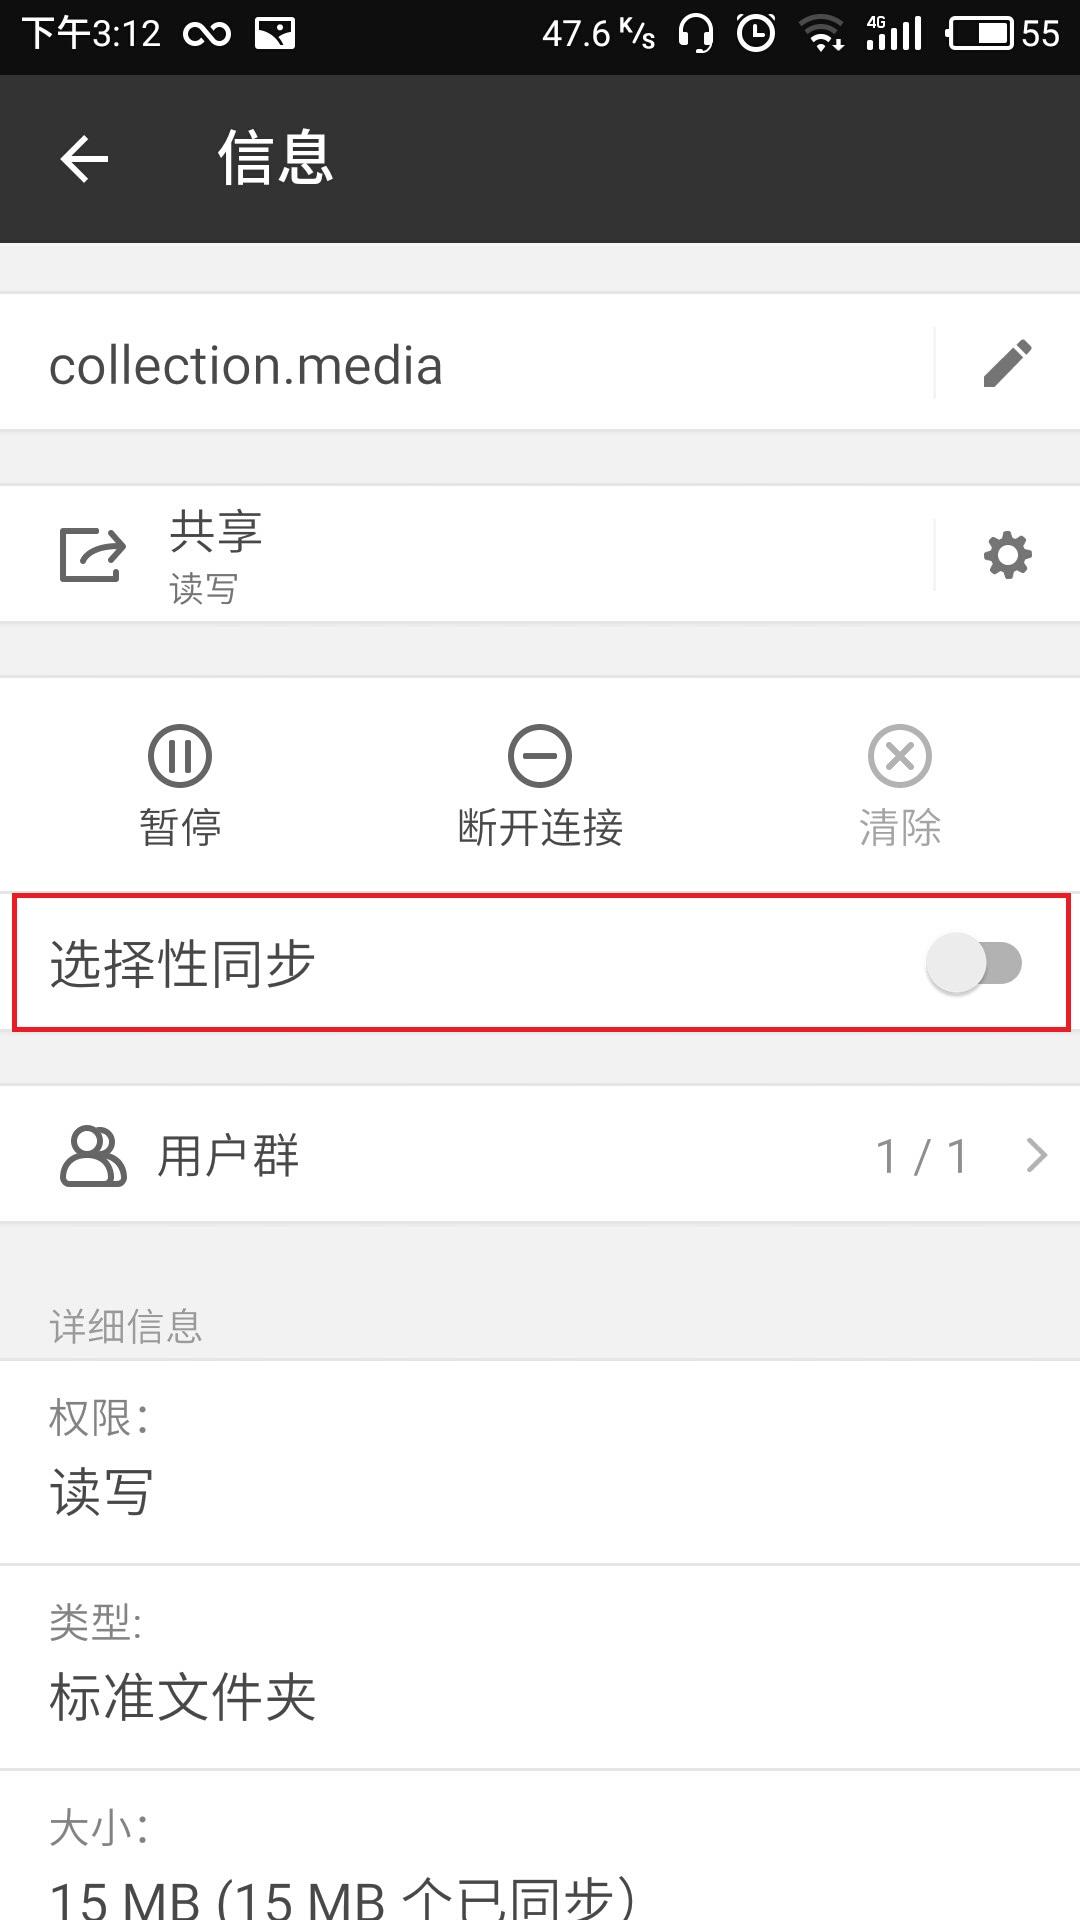 下午3:12 47.6 K/s 4G 55
信息
collection.media
共享
读写
暂停 断开连接 清除
选择性同步
用户群 1 / 1
详细信息
权限：
读写
类型:
标准文件夹
大小：
15 MB (15 MB 个已同步）